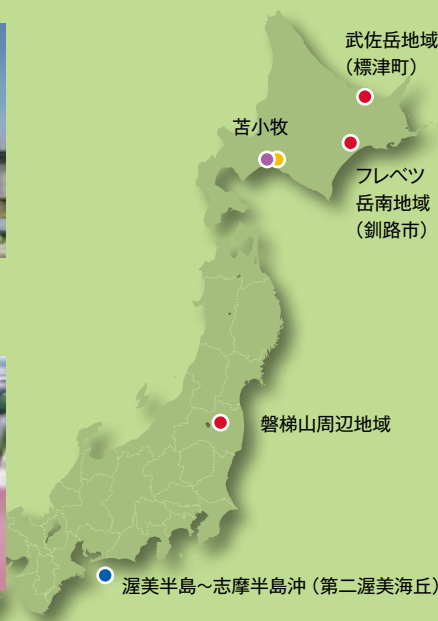 武佐岳地域
（標津町）
苫小牧
フレベツ
岳南地域
（釧路市）
磐梯山周辺地域
渥美半島～志摩半島沖（第二渥美海丘）